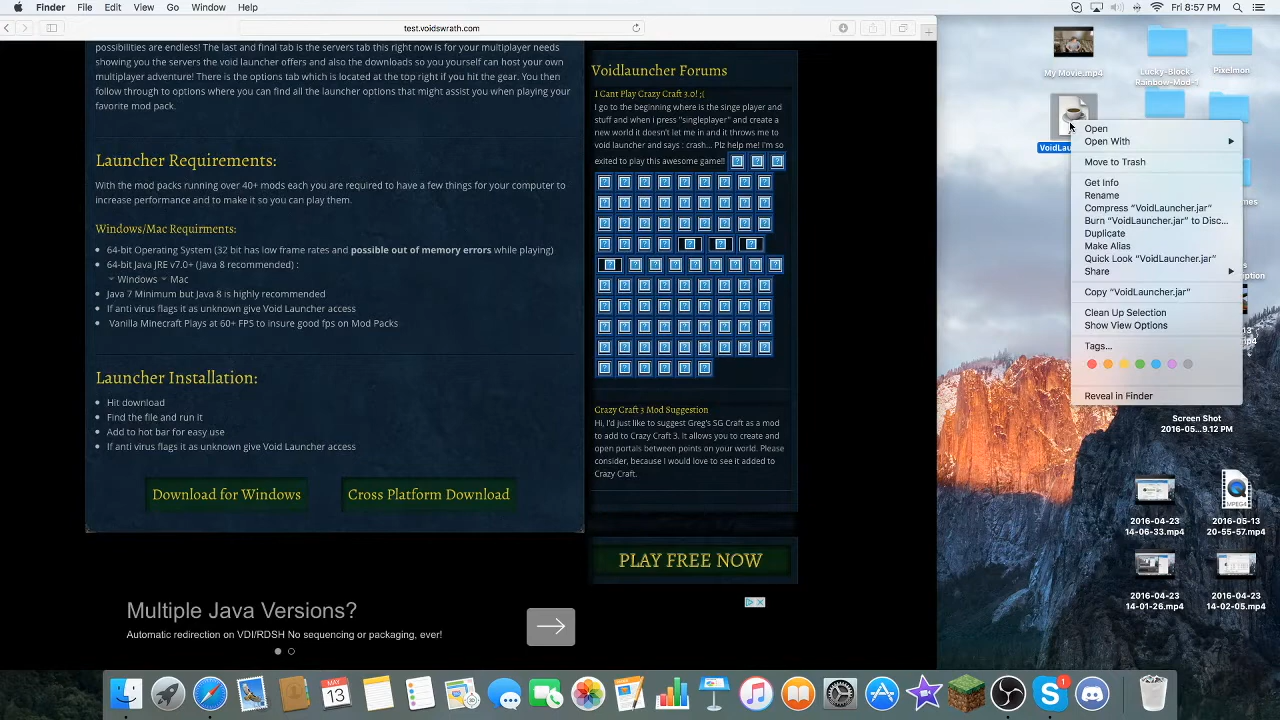 Finder File Edit View Go Window Help
Fri 8:57 PM
test.voidswrath.com
possibilities are endless! The last and final tab is the servers tab this right now is for your multiplayer needs
showing you the servers the void launcher offers and also the downloads so you yourself can host your own
multiplayer adventure! There is the options tab which is located at the top right if you hit the gear. You then
follow through to options where you can find all the launcher options that might assist you when playing your
favorite mod pack.
Launcher Requirements:
With the mod packs running over 40+ mods each you are required to have a few things for your computer to
increase performance and to make it so you can play them.
Windows/Mac Requirments:
64-bit Operating System (32 bit has low frame rates and possible out of memory errors while playing)
64-bit Java JRE v7.0+ (Java 8 recommended) :
Windows Mac
Java 7 Minimum but Java 8 is highly recommended
If anti virus flags it as unknown give Void Launcher access
Vanilla Minecraft Plays at 60+ FPS to insure good fps on Mod Packs
Launcher Installation:
Hit download
Find the file and run it
Add to hot bar for easy use
If anti virus flags it as unknown give Void Launcher access
Download for Windows
Cross Platform Download
Voidlauncher Forums
I Cant Play Crazy Craft 3.0! ;(
I go to the beginning where is the singe player and
stuff and when i press "singleplayer" and create a
new world it doesn't let me in and it throws me to
void launcher and says : crash... Plz help me! I'm so
exited to play this awesome game!!
Crazy Craft 3 Mod Suggestion
Hi, I'd just like to suggest Greg's SG Craft as a mod
to add to Crazy Craft 3. It allows you to create and
open portals between points on your world. Please
consider, because I would love to see it added to
Crazy Craft.
PLAY FREE NOW
Multiple Java Versions?
Automatic redirection on VDI/RDSH No sequencing or packaging, ever!
My Movie.mp4
Lucky-Block-
Rainbow-Mod-1
Pixelmon
VoidLau
Open
Open With
Move to Trash
Get Info
Rename
Compress “VoidLauncher.jar”
Burn “VoidLauncher.jar” to Disc...
Duplicate
Make Alias
Quick Look “VoidLauncher.jar”
Share
Copy “VoidLauncher.jar”
Clean Up Selection
Show View Options
Tags...
Reveal in Finder
Screen Shot
2016-05...9.12 PM
2016-04-23
14-06-33.mp4
2016-05-13
20-55-57.mp4
MPEG4
2016-04-23
14-01-26.mp4
2016-04-23
14-02-05.mp4
MAY
13
1